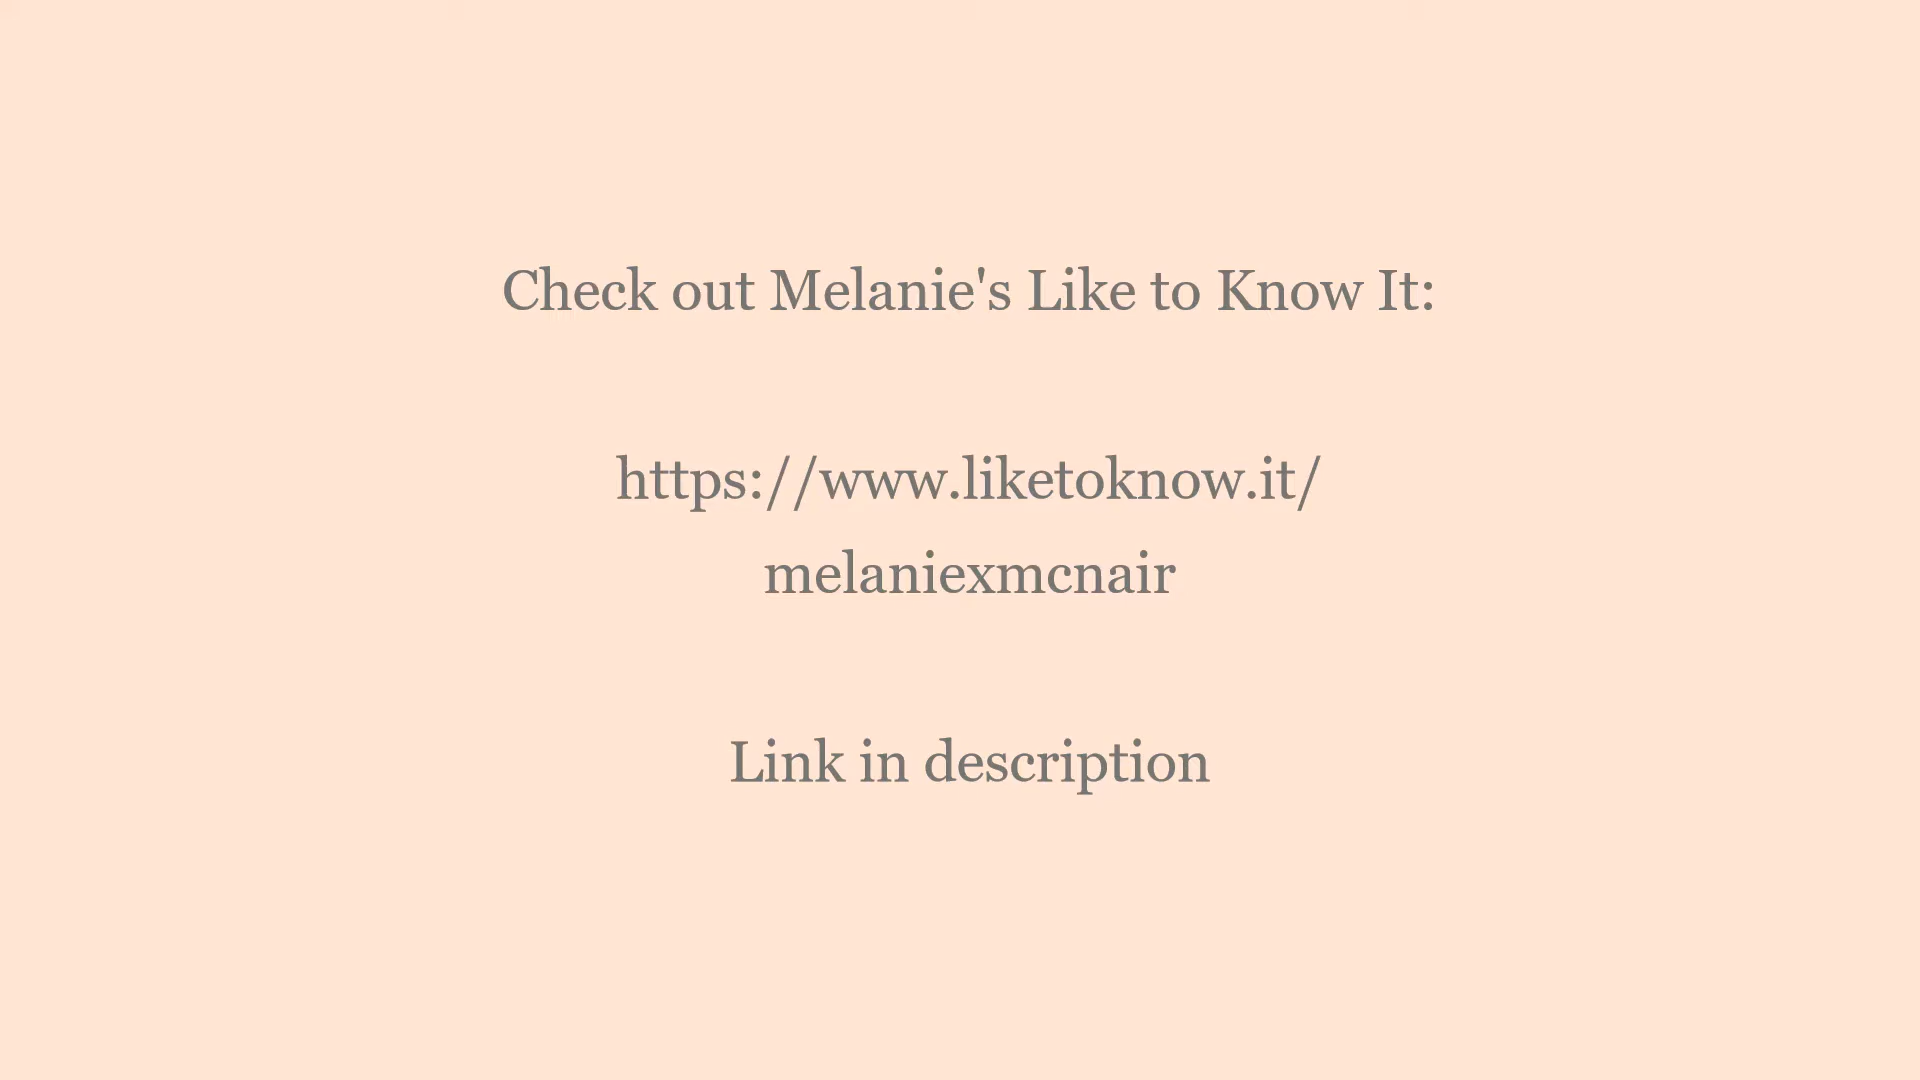 Check out Melanie's Like to Know It:
https://www.liketoknow.it/
melaniexmcnair
Link in description